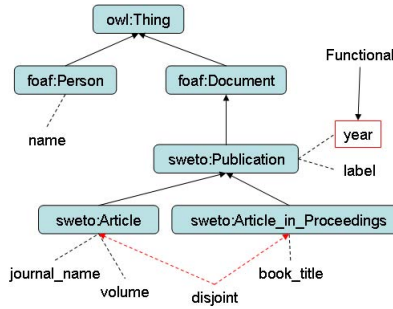 owl:Thing
Functional
foaf:Person
foaf:Document
name
year
sweto:Publication
label
sweto:Article
sweto:Article_in_Proceedings
journal_name
book_title
volume
disjoint